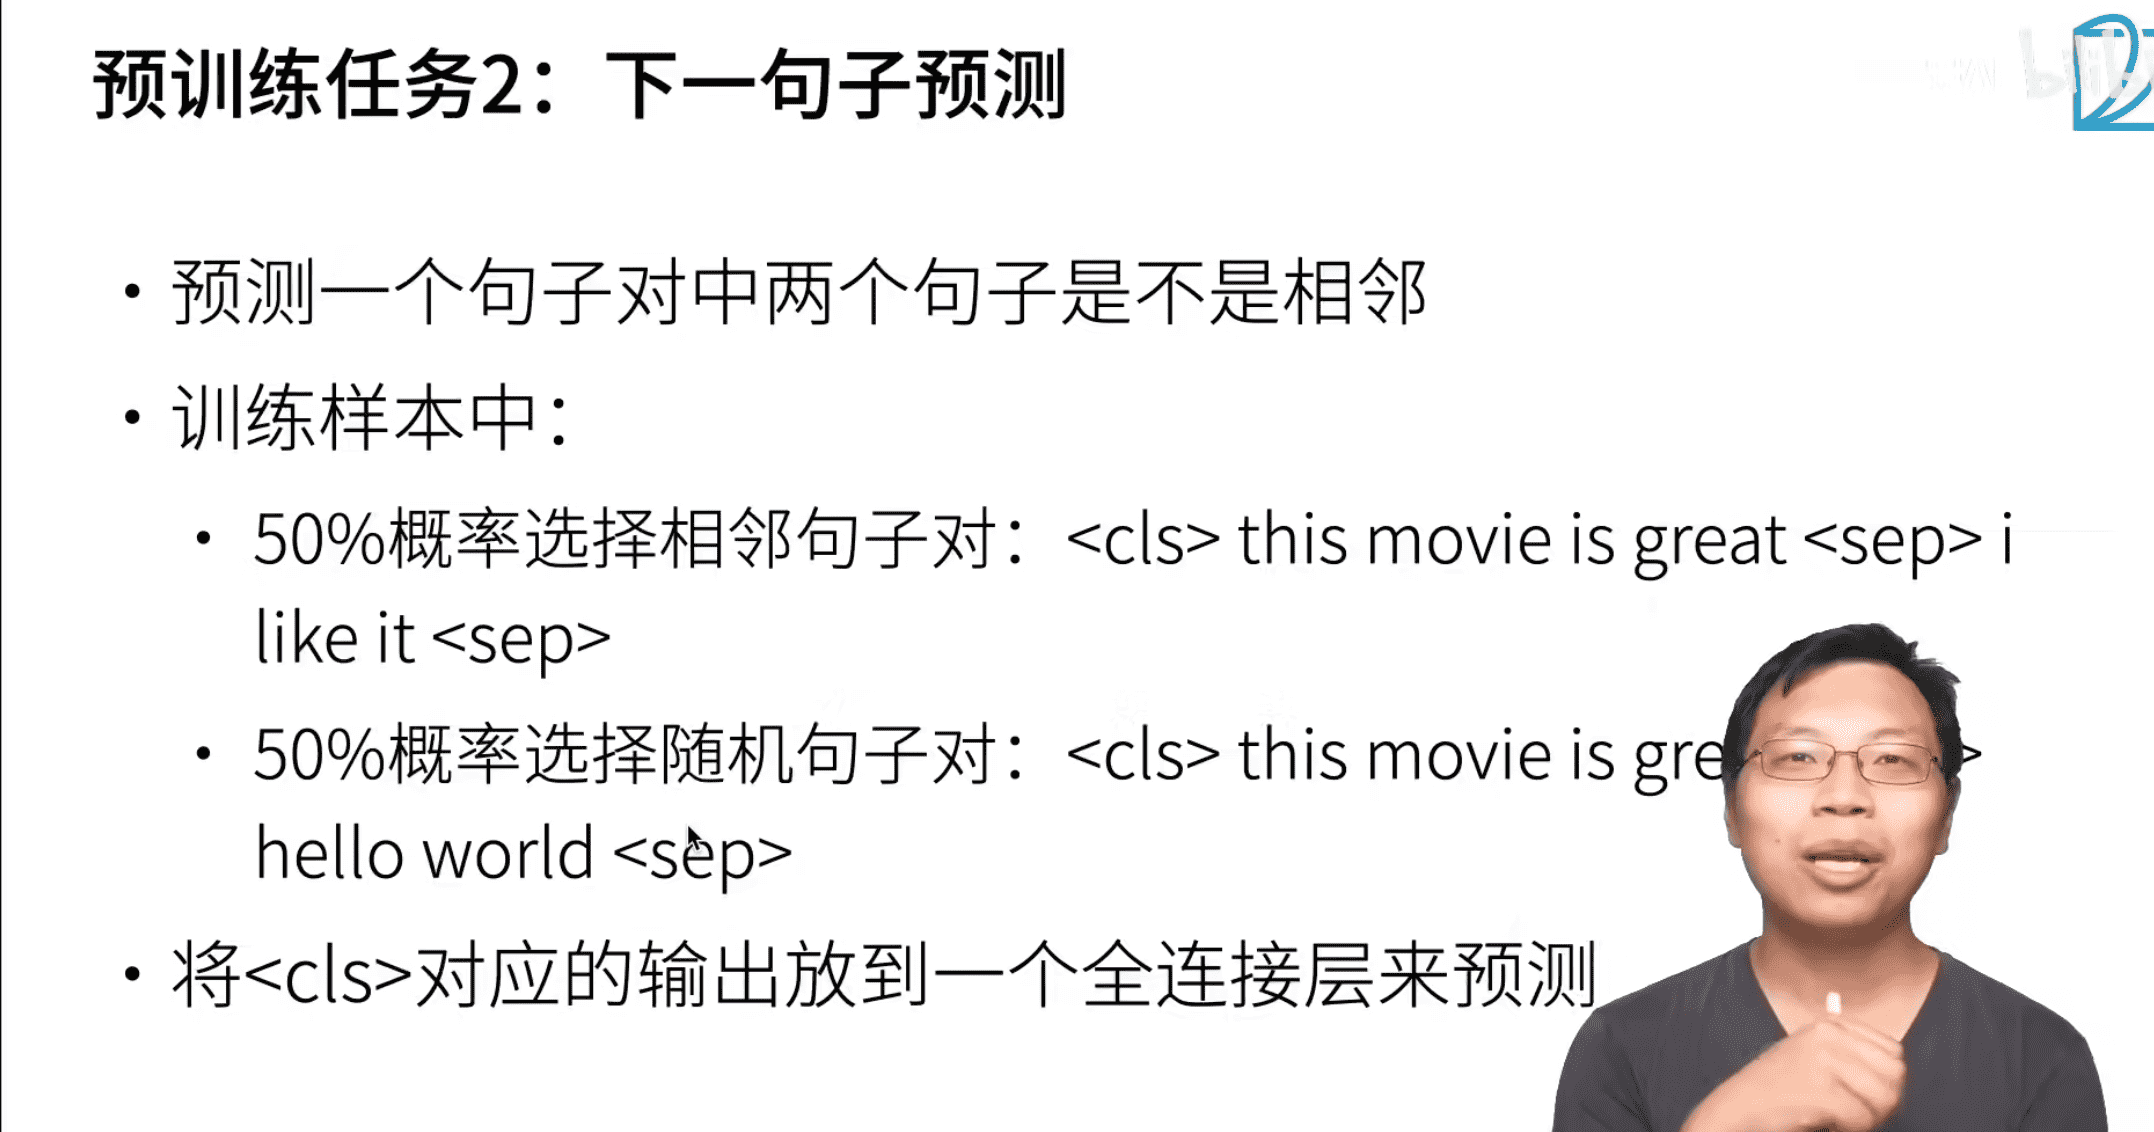 预训练任务2：下一句子预测
• 预测一个句子对中两个句子是不是相邻
• 训练样本中：
• 50%概率选择相邻句子对：<cls> this movie is great <sep> i
like it <sep>
• 50%概率选择随机句子对：<cls> this movie is gre
hello world <sep>
• 将<cls>对应的输出放到一个全连接层来预测